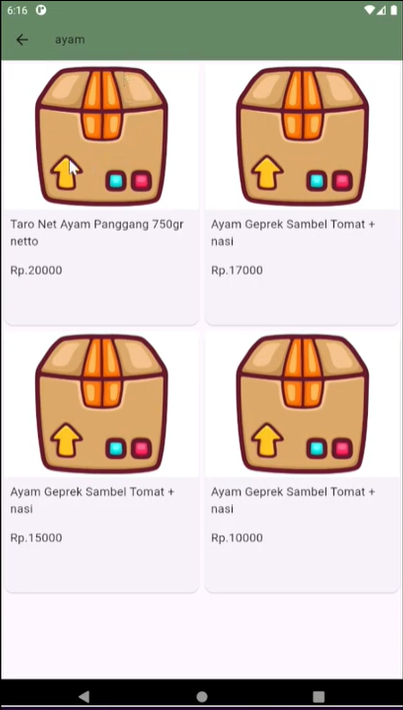 6:16
ayam
Taro Net Ayam Panggang 750gr
netto
Rp.20000
Ayam Geprek Sambel Tomat +
nasi
Rp.17000
Ayam Geprek Sambel Tomat +
nasi
Rp.15000
Ayam Geprek Sambel Tomat +
nasi
Rp.10000